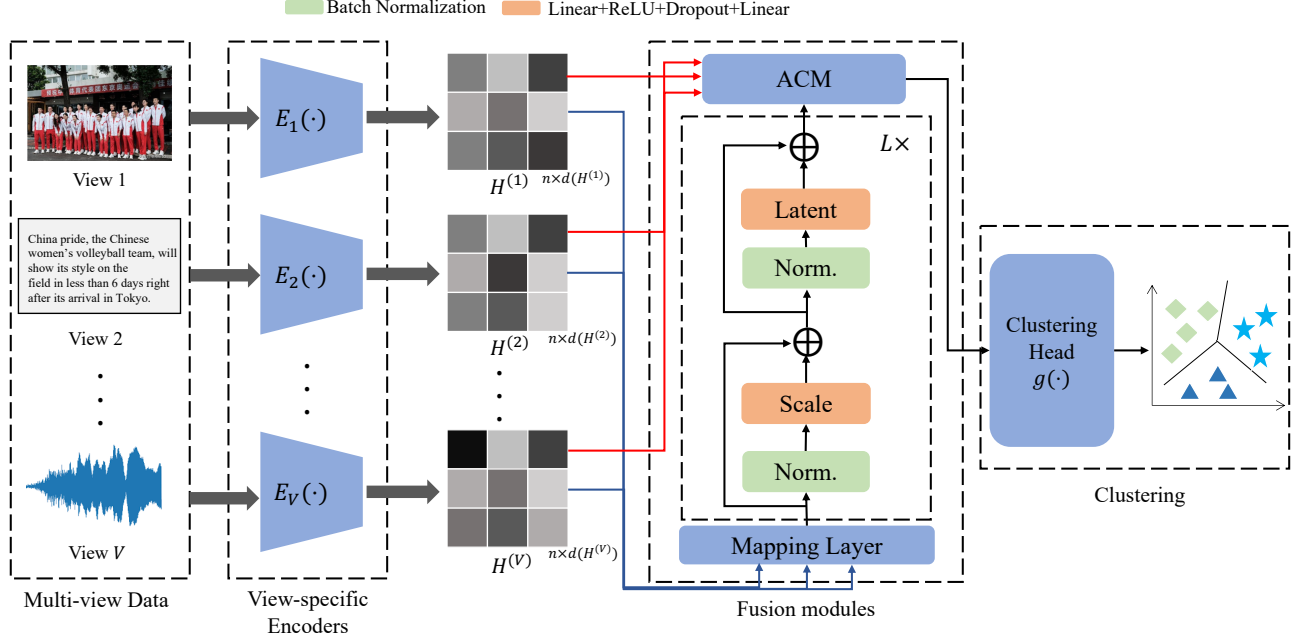 Batch Normalization
Linear+ReLU+Dropout+Linear
View 1
China pride, the Chinese
women's volleyball team, will
show its style on the
field in less than 6 days right
after its arrival in Tokyo.
View 2
View V
Multi-view Data
E₁(·)
E₂(·)
E_V(·)
View-specific
Encoders
H⁽¹⁾
n×d(H⁽¹⁾)
H⁽²⁾
n×d(H⁽²⁾)
H⁽ⱽ⁾
n×d(H⁽ⱽ⁾)
ACM
L×
Latent
Norm.
Scale
Norm.
Mapping Layer
Fusion modules
Clustering
Head
g(·)
Clustering